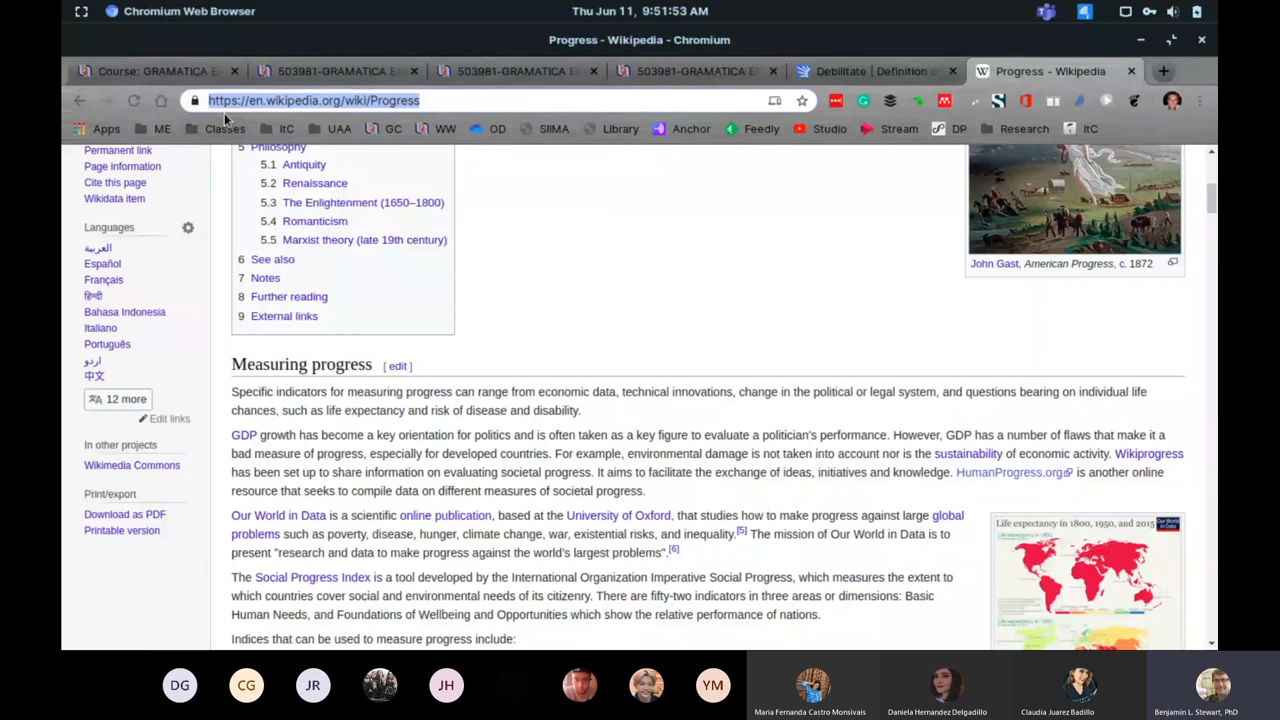 Chromium Web Browser
Thu Jun 11, 9:51:53 AM
Progress - Wikipedia - Chromium
Course: GRAMATICA E
503981-GRAMATICA E
503981-GRAMATICA E
503981-GRAMATICA E
Debilitate | Definition o
Progress - Wikipedia
https://en.wikipedia.org/wiki/Progress
Apps ME Classes ItC UAA GC WW OD SIIMA Library Anchor Feedly Studio Stream DP Research ItC
Permanent link
Page information
Cite this page
Wikidata item
Languages
العربية
Español
Français
हिन्दी
Bahasa Indonesia
Italiano
Português
اردو
中文
12 more
Edit links
In other projects
Wikimedia Commons
Print/export
Download as PDF
Printable version
5 Philosophy
5.1 Antiquity
5.2 Renaissance
5.3 The Enlightenment (1650–1800)
5.4 Romanticism
5.5 Marxist theory (late 19th century)
6 See also
7 Notes
8 Further reading
9 External links
John Gast, American Progress, c. 1872
Measuring progress [ edit ]
Specific indicators for measuring progress can range from economic data, technical innovations, change in the political or legal system, and questions bearing on individual life
chances, such as life expectancy and risk of disease and disability.
GDP growth has become a key orientation for politics and is often taken as a key figure to evaluate a politician's performance. However, GDP has a number of flaws that make it a
bad measure of progress, especially for developed countries. For example, environmental damage is not taken into account nor is the sustainability of economic activity. Wikiprogress
has been set up to share information on evaluating societal progress. It aims to facilitate the exchange of ideas, initiatives and knowledge. HumanProgress.org is another online
resource that seeks to compile data on different measures of societal progress.
Our World in Data is a scientific online publication, based at the University of Oxford, that studies how to make progress against large global
problems such as poverty, disease, hunger, climate change, war, existential risks, and inequality.[5] The mission of Our World in Data is to
present "research and data to make progress against the world's largest problems".[6]
The Social Progress Index is a tool developed by the International Organization Imperative Social Progress, which measures the extent to
which countries cover social and environmental needs of its citizenry. There are fifty-two indicators in three areas or dimensions: Basic
Human Needs, and Foundations of Wellbeing and Opportunities which show the relative performance of nations.
Indices that can be used to measure progress include:
Life expectancy in 1800, 1950, and 2015
Our World in Data
DG
CG
JR
JH
YM
Maria Fernanda Castro Monsivais
Daniela Hernandez Delgadillo
Claudia Juarez Badillo
Benjamin L. Stewart, PhD